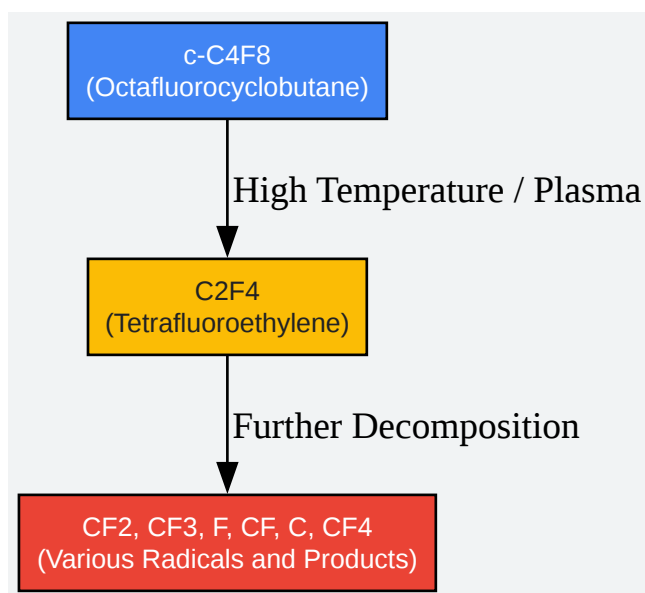 c-C4F8
(Octafluorocyclobutane)
High Temperature / Plasma
C2F4
(Tetrafluoroethylene)
Further Decomposition
CF2, CF3, F, CF, C, CF4
(Various Radicals and Products)